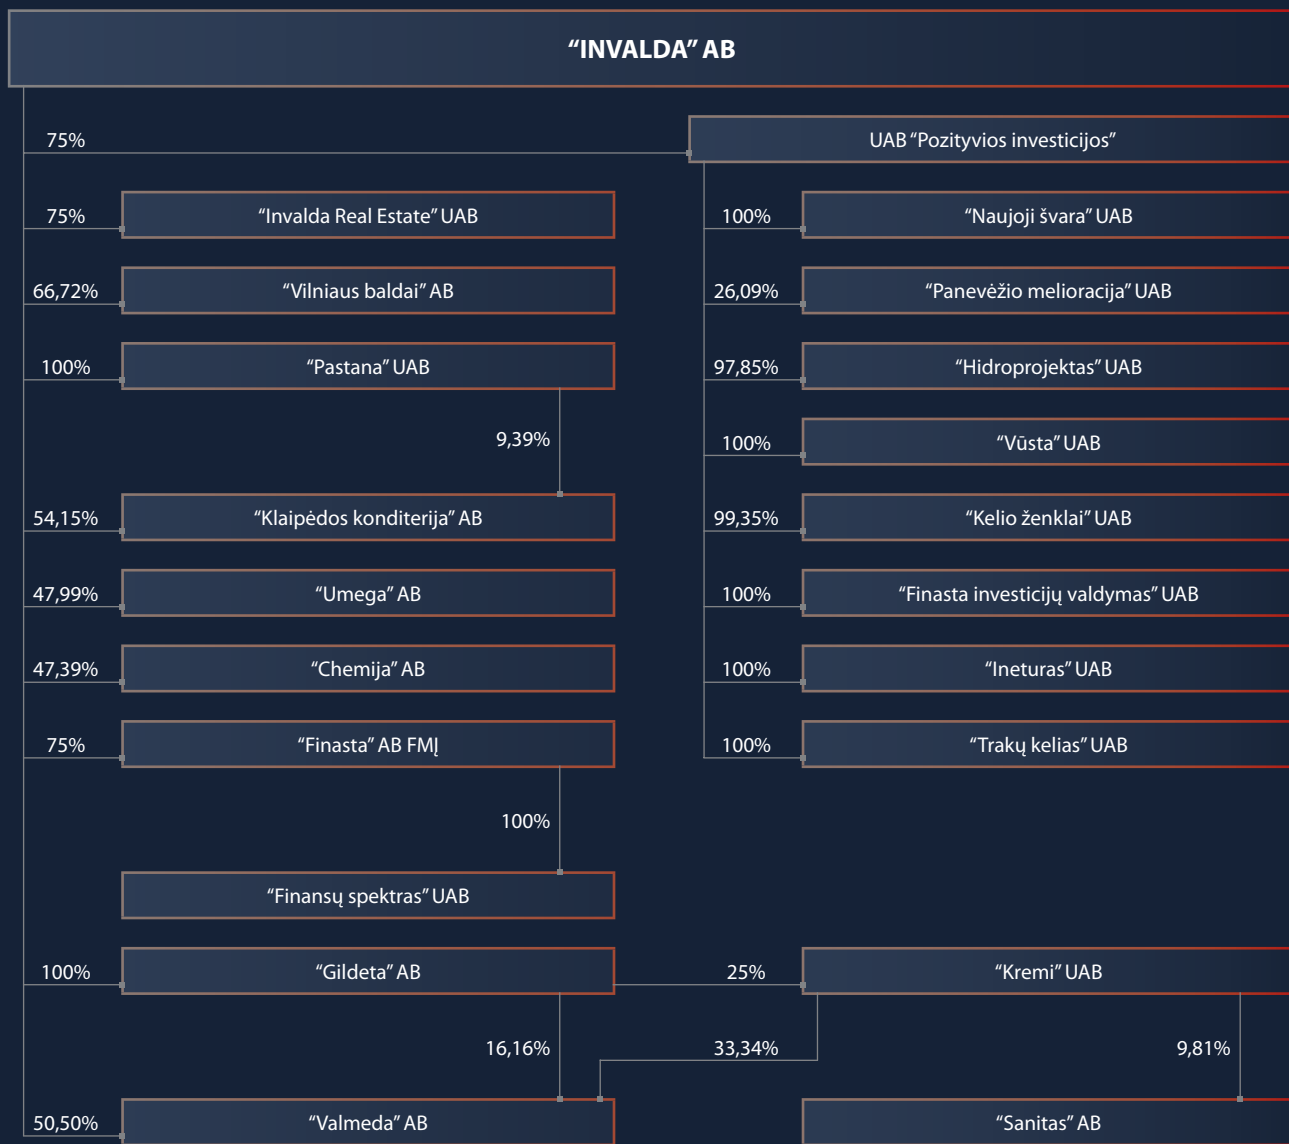 “INVALDA” AB
75%
UAB “Pozityvios investicijos”
75%
“Invalda Real Estate” UAB
100%
“Naujoji švara” UAB
66,72%
“Vilniaus baldai” AB
26,09%
“Panevėžio melioracija” UAB
100%
“Pastana” UAB
97,85%
“Hidroprojektas” UAB
9,39%
100%
“Vūsta” UAB
54,15%
“Klaipėdos konditerija” AB
99,35%
“Kelio ženklai” UAB
47,99%
“Umega” AB
100%
“Finasta investicijų valdymas” UAB
47,39%
“Chemija” AB
100%
“Ineturas” UAB
75%
“Finasta” AB FMĮ
100%
“Trakų kelias” UAB
100%
“Finansų spektras” UAB
100%
“Gildeta” AB
25%
“Kremi” UAB
16,16%
33,34%
9,81%
50,50%
“Valmeda” AB
“Sanitas” AB